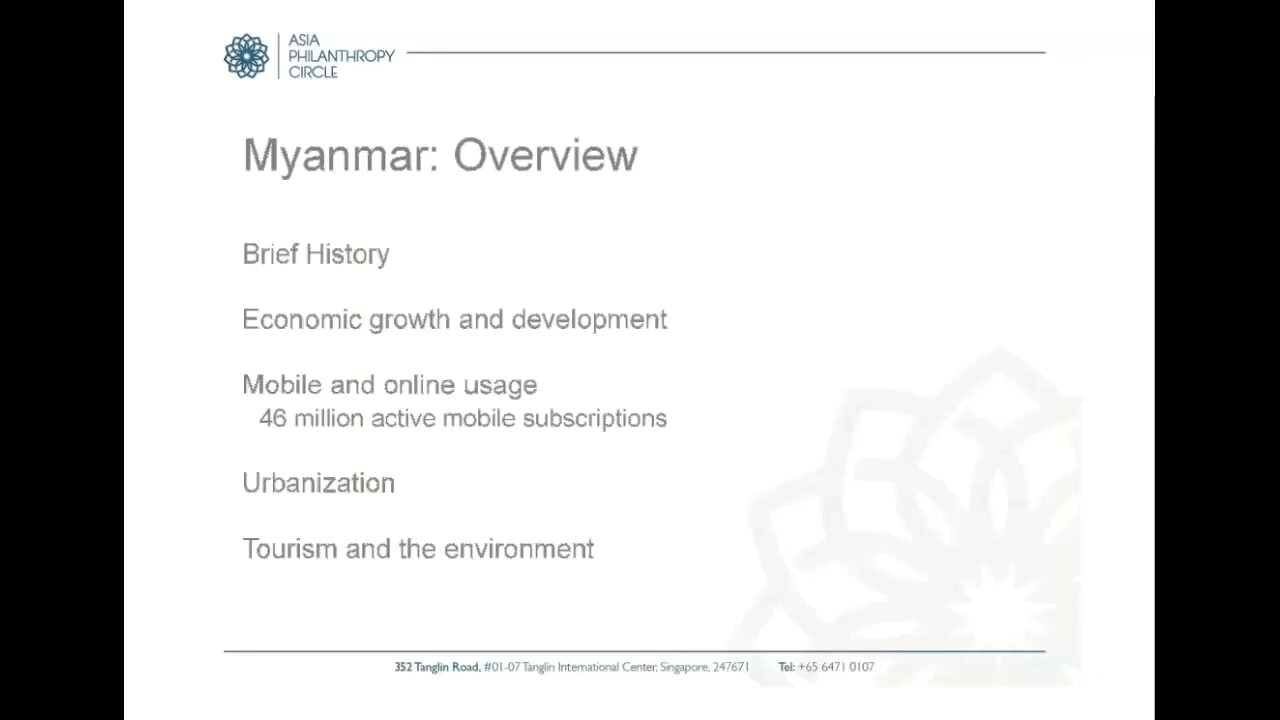 ASIA
PHILANTHROPY
CIRCLE
Myanmar: Overview
Brief History
Economic growth and development
Mobile and online usage
46 million active mobile subscriptions
Urbanization
Tourism and the environment
352 Tanglin Road, #01-07 Tanglin International Center, Singapore, 247671 Tel: +65 6471 0107